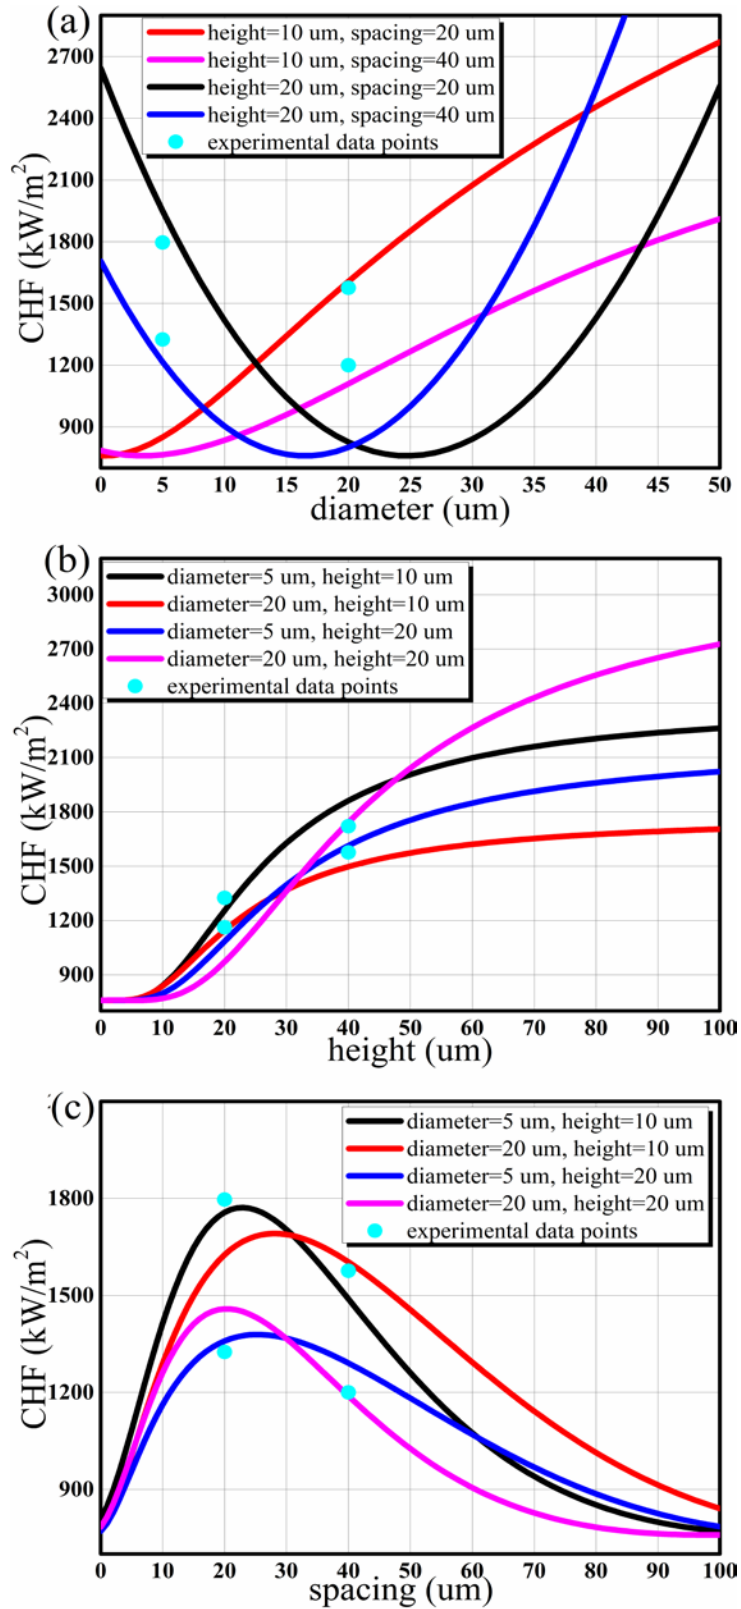 (a)
height=10 um, spacing=20 um
height=10 um, spacing=40 um
height=20 um, spacing=20 um
height=20 um, spacing=40 um
experimental data points
CHF (kW/m²)
2700
2400
2100
1800
1500
1200
900
0 5 10 15 20 25 30 35 40 45 50
diameter (um)
(b)
diameter=5 um, height=10 um
diameter=20 um, height=10 um
diameter=5 um, height=20 um
diameter=20 um, height=20 um
experimental data points
CHF (kW/m²)
3000
2700
2400
2100
1800
1500
1200
900
0 10 20 30 40 50 60 70 80 90 100
height (um)
(c)
diameter=5 um, height=10 um
diameter=20 um, height=10 um
diameter=5 um, height=20 um
diameter=20 um, height=20 um
experimental data points
CHF (kW/m²)
1800
1500
1200
900
0 10 20 30 40 50 60 70 80 90 100
spacing (um)